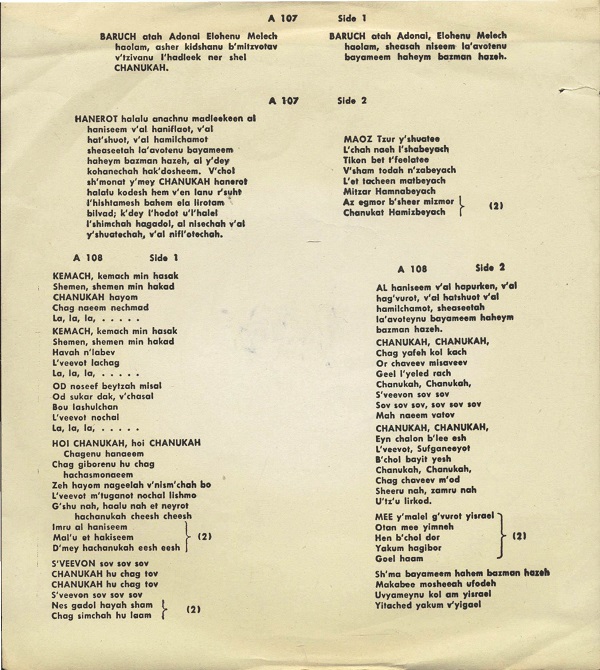 A 107 Side 1
BARUCH atah Adonai Elohenu Melech
haolam, asher kidshanu b'mitzvotav
v'tzivanu l'hadleek ner shel
CHANUKAH.
BARUCH atah Adonai, Elohenu Melech
haolam, sheasah niseem la'avotenu
bayameem haheym bazman hazeh.
A 107 Side 2
HANEROT halalu anachnu madleekeen al
haniseem v'al haniflaot, v'al
hat'shuot, v'al hamilchamot
sheaseetah la'avotenu bayameem
haheym bazman hazeh, al y'dey
kohanechah hak'dosheem. V'chol
sh'monat y'mey CHANUKAH hanerot
halalu kodesh hem v'en lanu r'suht
l'hishtamesh bahem ela lirotam
bilvad; k'dey l'hodot u'l'halel
l'shimchah hagadol, al nisechah v'al
y'shuatechah, v'al nifl'otechah.
MAOZ Tzur y'shuatee
L'chah naeh l'shabeyach
Tikon bet t'feelatee
V'sham todah n'zabeyach
L'et tacheen matbeyach
Mitzar Hamnabeyach
Az egmor b'sheer mizmor
Chanukat Hamizbeyach
(2)
A 108 Side 1
KEMACH, kemach min hasak
Shemen, shemen min hakad
CHANUKAH hayom
Chag naeem nechmad
La, la, la, . . . . .
KEMACH, kemach min hasak
Shemen, shemen min hakad
Havah n'labev
L'veevot lachag
La, la, la, . . . . .
OD noseef beytzah misal
Od sukar dak, v'chasal
Bou lashulchan
L'veevot nochal
La, la, la, . . . . .
HOI CHANUKAH, hoi CHANUKAH
Chagenu hanaeem
Chag giborenu hu chag
hachasmonaeem
Zeh hayom nageelah v'nism'chah bo
L'veevot m'tuganot nochal lishmo
G'shu nah, haalu nah et neyrot
hachanukah cheesh cheesh
Imru al haniseem
Mal'u et hakiseem
D'mey hachanukah eesh eesh
(2)
S'VEEVON sov sov sov
CHANUKAH hu chag tov
CHANUKAH hu chag tov
S'veevon sov sov sov
Nes gadol hayah sham
Chag simchah hu laam
(2)
A 108 Side 2
AL haniseem v'al hapurken, v'al
hag'vurot, v'al hatshuot v'al
hamilchamot, sheaseetah
la'avoteynu bayameem haheym
bazman hazeh.
CHANUKAH, CHANUKAH,
Chag yafeh kol kach
Or chaveev misaveev
Geel l'yeled rach
Chanukah, Chanukah,
S'veevon sov sov
Sov sov sov, sov sov sov
Mah naeem vatov
CHANUKAH, CHANUKAH,
Eyn chalon b'lee esh
L'veevot, Sufganeeyot
B'chol bayit yesh
Chanukah, Chanukah,
Chag chaveev m'od
Sheeru nah, zamru nah
U'tz'u lirkod.
MEE y'malel g'vurot yisrael
Otan mee yimneh
Hen b'chol dor
Yakum hagibor
Goel haam
(2)
Sh'ma bayameem hahem bazman hazeh
Makabee mosheeah ufodeh
Uvyameynu kol am yisrael
Yitached yakum v'yigael